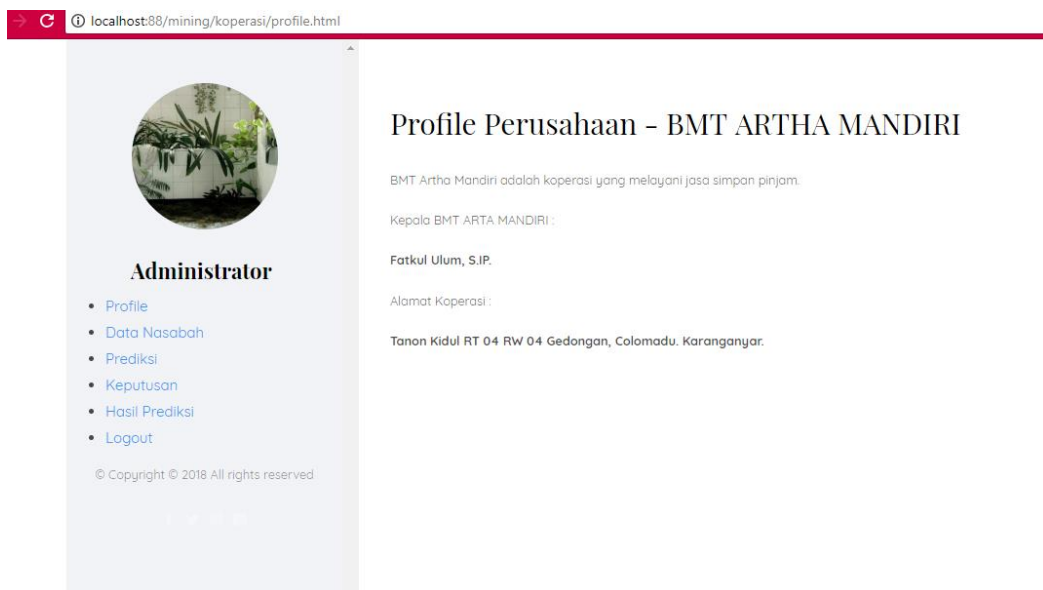 localhost:88/mining/koperasi/profile.html
Administrator
Profile
Data Nasabah
Prediksi
Keputusan
Hasil Prediksi
Logout
© Copyright © 2018 All rights reserved
Profile Perusahaan - BMT ARTHA MANDIRI
BMT Artha Mandiri adalah koperasi yang melayani jasa simpan pinjam.
Kepala BMT ARTA MANDIRI :
Fatkul Ulum, S.IP.
Alamat Koperasi :
Tanon Kidul RT 04 RW 04 Gedongan, Colomadu. Karanganyar.